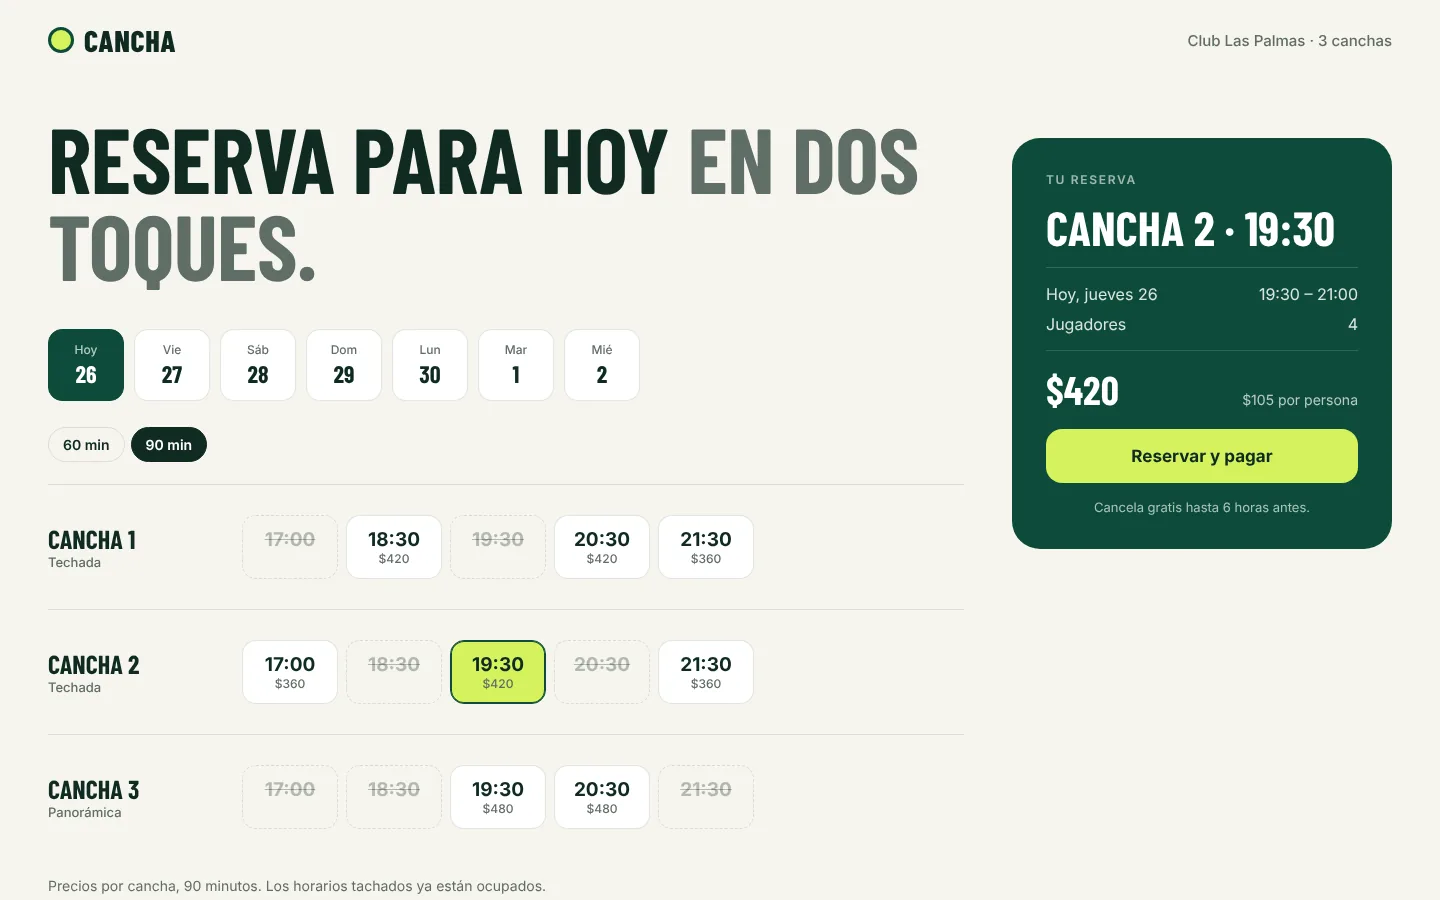 CANCHA
Club Las Palmas · 3 canchas
RESERVA PARA HOY EN DOS
TOQUES.
Hoy
26
Vie
27
Sáb
28
Dom
29
Lun
30
Mar
1
Mié
2
60 min
90 min
CANCHA 1
Techada
17:00
18:30
$420
19:30
20:30
$420
21:30
$360
CANCHA 2
Techada
17:00
$360
18:30
19:30
$420
20:30
21:30
$360
CANCHA 3
Panorámica
17:00
18:30
19:30
$480
20:30
$480
21:30
Precios por cancha, 90 minutos. Los horarios tachados ya están ocupados.
TU RESERVA
CANCHA 2 · 19:30
Hoy, jueves 26 19:30 – 21:00
Jugadores 4
$420 $105 por persona
Reservar y pagar
Cancela gratis hasta 6 horas antes.